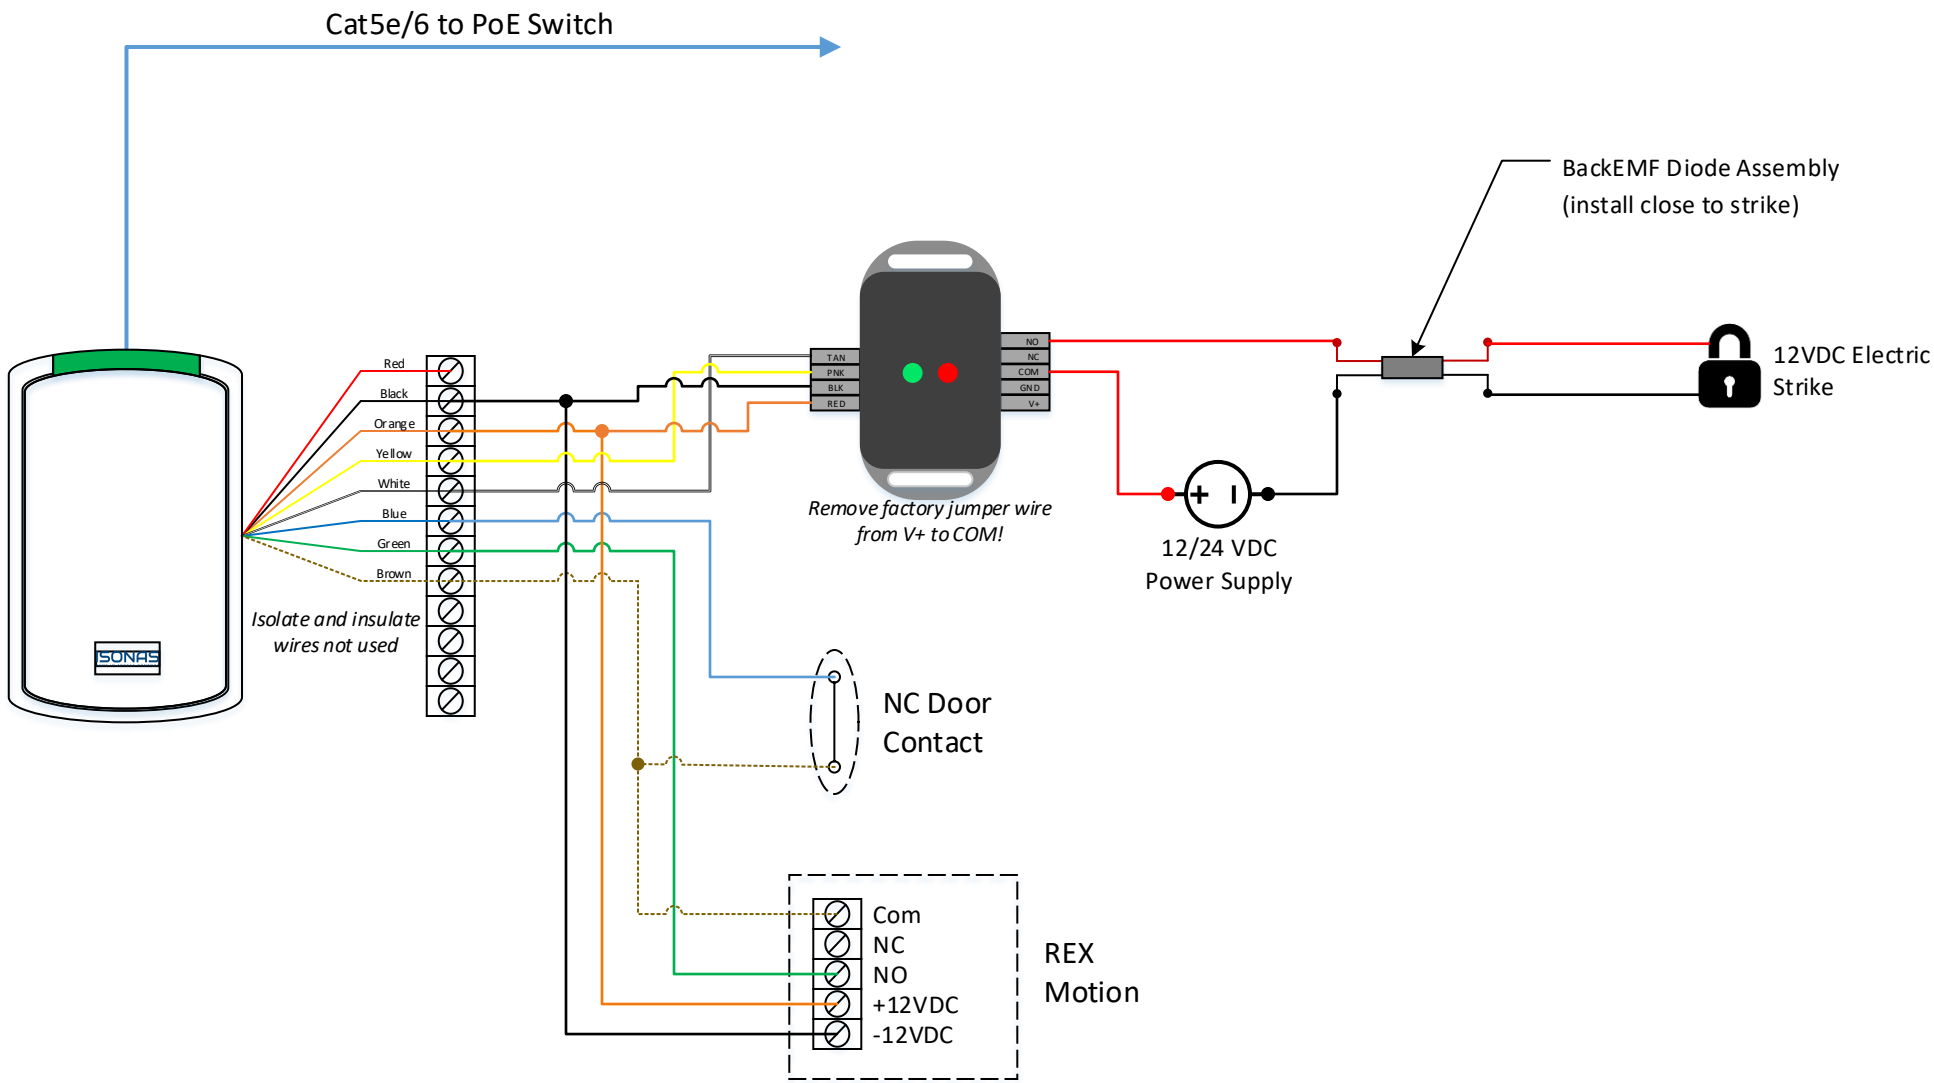 Cat5e/6 to PoE Switch
BackEMF Diode Assembly
(install close to strike)
12VDC Electric
Strike
Red
Black
Orange
Yellow
White
Blue
Green
Brown
Isolate and insulate
wires not used
ISONAS
TAN
PNK
BLK
RED
NO
NC
COM
GND
V+
Remove factory jumper wire
from V+ to COM!
12/24 VDC
Power Supply
NC Door
Contact
Com
NC
NO
+12VDC
-12VDC
REX
Motion